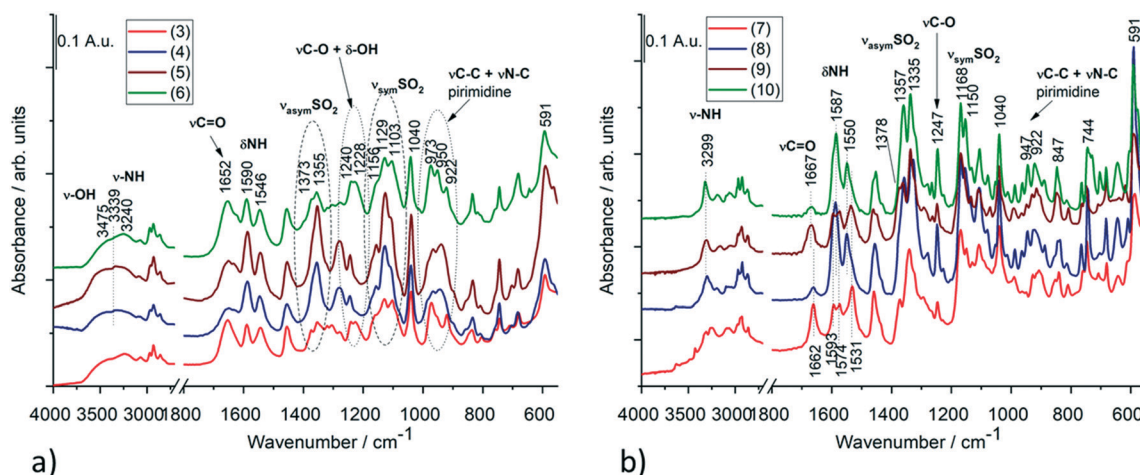 0.1 A.u.
(3)
(4)
(5)
(6)
νC-O + δ-OH
νasymSO2
νsymSO2
νC-C + νN-C
pirimidine
νC=O
δNH
ν-OH
ν-NH
3475
3339
3240
1652
1590
1546
1373
1355
1240
1228
1156
1129
1103
1040
973
950
922
591
Absorbance / arb. units
4000 3500 3000 1800 1600 1400 1200 1000 800 600
Wavenumber / cm-1
a)
0.1 A.u.
(7)
(8)
(9)
(10)
νasymSO2
νC-O
νsymSO2
νC-C + νN-C
pirimidine
δNH
ν-NH
νC=O
3299
1667
1587
1550
1378
1357
1335
1247
1168
1150
1040
947
922
847
744
591
1662
1593
1574
1531
Absorbance / arb. units
4000 3500 3000 1800 1600 1400 1200 1000 800 600
Wavenumber / cm-1
b)